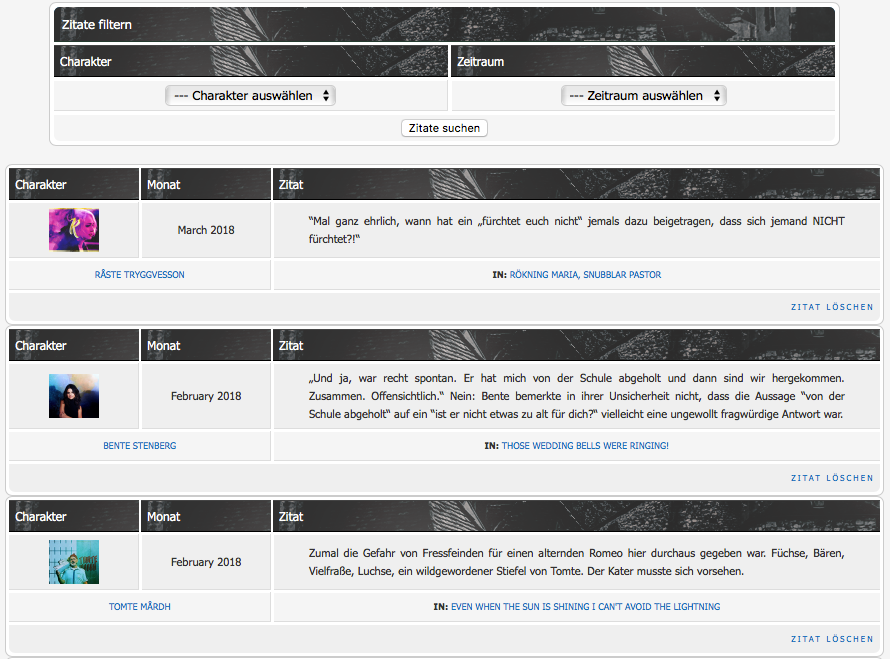 Zitate filtern
Charakter Zeitraum
--- Charakter auswählen --- Zeitraum auswählen
Zitate suchen
Charakter Monat Zitat
March 2018
“Mal ganz ehrlich, wann hat ein „fürchtet euch nicht“ jemals dazu beigetragen, dass sich jemand NICHT
fürchtet?!“
RÅSTE TRYGGVESSON IN: RÖKNING MARIA, SNUBBLAR PASTOR
ZITAT LÖSCHEN
Charakter Monat Zitat
February 2018
„Und ja, war recht spontan. Er hat mich von der Schule abgeholt und dann sind wir hergekommen.
Zusammen. Offensichtlich.“ Nein: Bente bemerkte in ihrer Unsicherheit nicht, dass die Aussage “von der
Schule abgeholt“ auf ein “ist er nicht etwas zu alt für dich?“ vielleicht eine ungewollt fragwürdige Antwort war.
BENTE STENBERG IN: THOSE WEDDING BELLS WERE RINGING!
ZITAT LÖSCHEN
Charakter Monat Zitat
February 2018
Zumal die Gefahr von Fressfeinden für einen alternden Romeo hier durchaus gegeben war. Füchse, Bären,
Vielfraße, Luchse, ein wildgewordener Stiefel von Tomte. Der Kater musste sich vorsehen.
TOMTE MÅRDH IN: EVEN WHEN THE SUN IS SHINING I CAN'T AVOID THE LIGHTNING
ZITAT LÖSCHEN